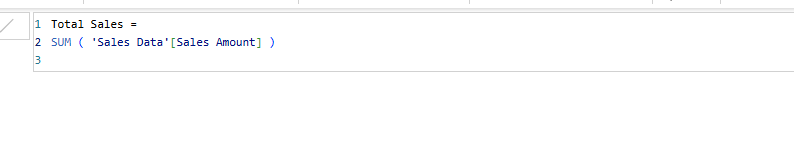 1 Total Sales =
2 SUM ( 'Sales Data'[Sales Amount] )
3